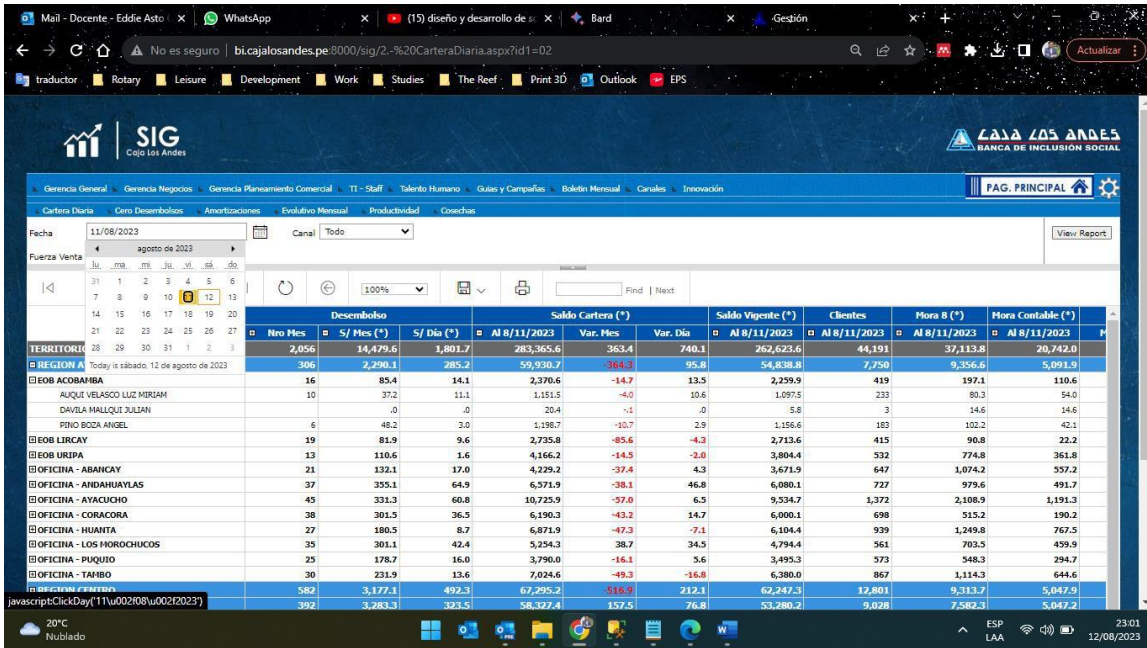 Mail - Docente - Eddie Asto
WhatsApp
(15) diseño y desarrollo de so
Bard
Gestión
No es seguro | bi.cajalosandes.pe:8000/sig/2.-%20CarteraDiaria.aspx?id1=02
Actualizar
traductor Rotary Leisure Development Work Studies The Reef Print 3D Outlook EPS
SIG
Caja Los Andes
CAJA LOS ANDES
BANCA DE INCLUSIÓN SOCIAL
Gerencia General Gerencia Negocios Gerencia Planeamiento Comercial TI - Staff Talento Humano Guias y Campañas Boletin Mensual Canales Innovación
PAG. PRINCIPAL
Cartera Diaria Cero Desembolsos Amortizaciones Evolutivo Mensual Productividad Cosechas
Fecha 11/08/2023 Canal Todo View Report
Fuerza Venta
agosto de 2023
lu ma mi ju vi sá do
31 1 2 3 4 5 6
7 8 9 10 11 12 13
14 15 16 17 18 19 20
21 22 23 24 25 26 27
28 29 30 31 1 2 3
Today is sábado, 12 de agosto de 2023
100% Find | Next
Desembolso Saldo Cartera (*) Saldo Vigente (*) Clientes Mora 8 (*) Mora Contable (*)
Nro Mes S/ Mes (*) S/ Día (*) Al 8/11/2023 Var. Mes Var. Día Al 8/11/2023 Al 8/11/2023 Al 8/11/2023 Al 8/11/2023
TERRITORIO 2,056 14,479.6 1,801.7 283,365.6 363.4 740.1 262,623.6 44,191 37,113.8 20,742.0
REGION A 306 2,290.1 285.2 59,930.7 -364.3 95.8 54,838.8 7,750 9,356.6 5,091.9
EOB ACOBAMBA 16 85.4 14.1 2,370.6 -14.7 13.5 2,259.9 419 197.1 110.6
AUQUI VELASCO LUZ MIRIAM 10 37.2 11.1 1,151.5 -4.0 10.6 1,097.5 233 80.3 54.0
DAVILA MALLQUI JULIAN .0 .0 20.4 -.1 .0 5.8 3 14.6 14.6
PINO BOZA ANGEL 6 48.2 3.0 1,198.7 -10.7 2.9 1,156.6 183 102.2 42.1
EOB LIRCAY 19 81.9 9.6 2,735.8 -85.6 -4.3 2,713.6 415 90.8 22.2
EOB URIPA 13 110.6 1.6 4,166.2 -14.5 -2.0 3,804.4 532 774.8 361.8
OFICINA - ABANCAY 21 132.1 17.0 4,229.2 -37.4 4.3 3,671.9 647 1,074.2 557.2
OFICINA - ANDAHUAYLAS 37 355.1 64.9 6,571.9 -38.1 46.8 6,080.1 727 979.6 491.7
OFICINA - AYACUCHO 45 331.3 60.8 10,725.9 -57.0 6.5 9,534.7 1,372 2,108.9 1,191.3
OFICINA - CORACORA 38 301.5 36.5 6,190.3 -43.2 14.7 6,000.1 698 515.2 190.2
OFICINA - HUANTA 27 180.5 8.7 6,871.9 -47.3 -7.1 6,104.4 939 1,249.8 767.5
OFICINA - LOS MOROCHUCOS 35 301.1 42.4 5,254.3 38.7 34.5 4,794.4 561 703.5 459.9
OFICINA - PUQUIO 25 178.7 16.0 3,790.0 -16.1 5.6 3,495.3 573 548.3 294.7
OFICINA - TAMBO 30 231.9 13.6 7,024.6 -49.3 -16.8 6,380.0 867 1,114.3 644.6
REGION CENTRO 582 3,177.1 492.3 67,295.2 -516.9 212.1 62,247.3 12,801 9,313.7 5,047.9
392 3,283.3 323.5 58,327.4 157.5 76.8 53,280.2 9,028 7,582.3 5,047.2
javascript:ClickDay('11\u002f08\u002f2023')
20°C
Nublado
ESP
LAA
23:01
12/08/2023